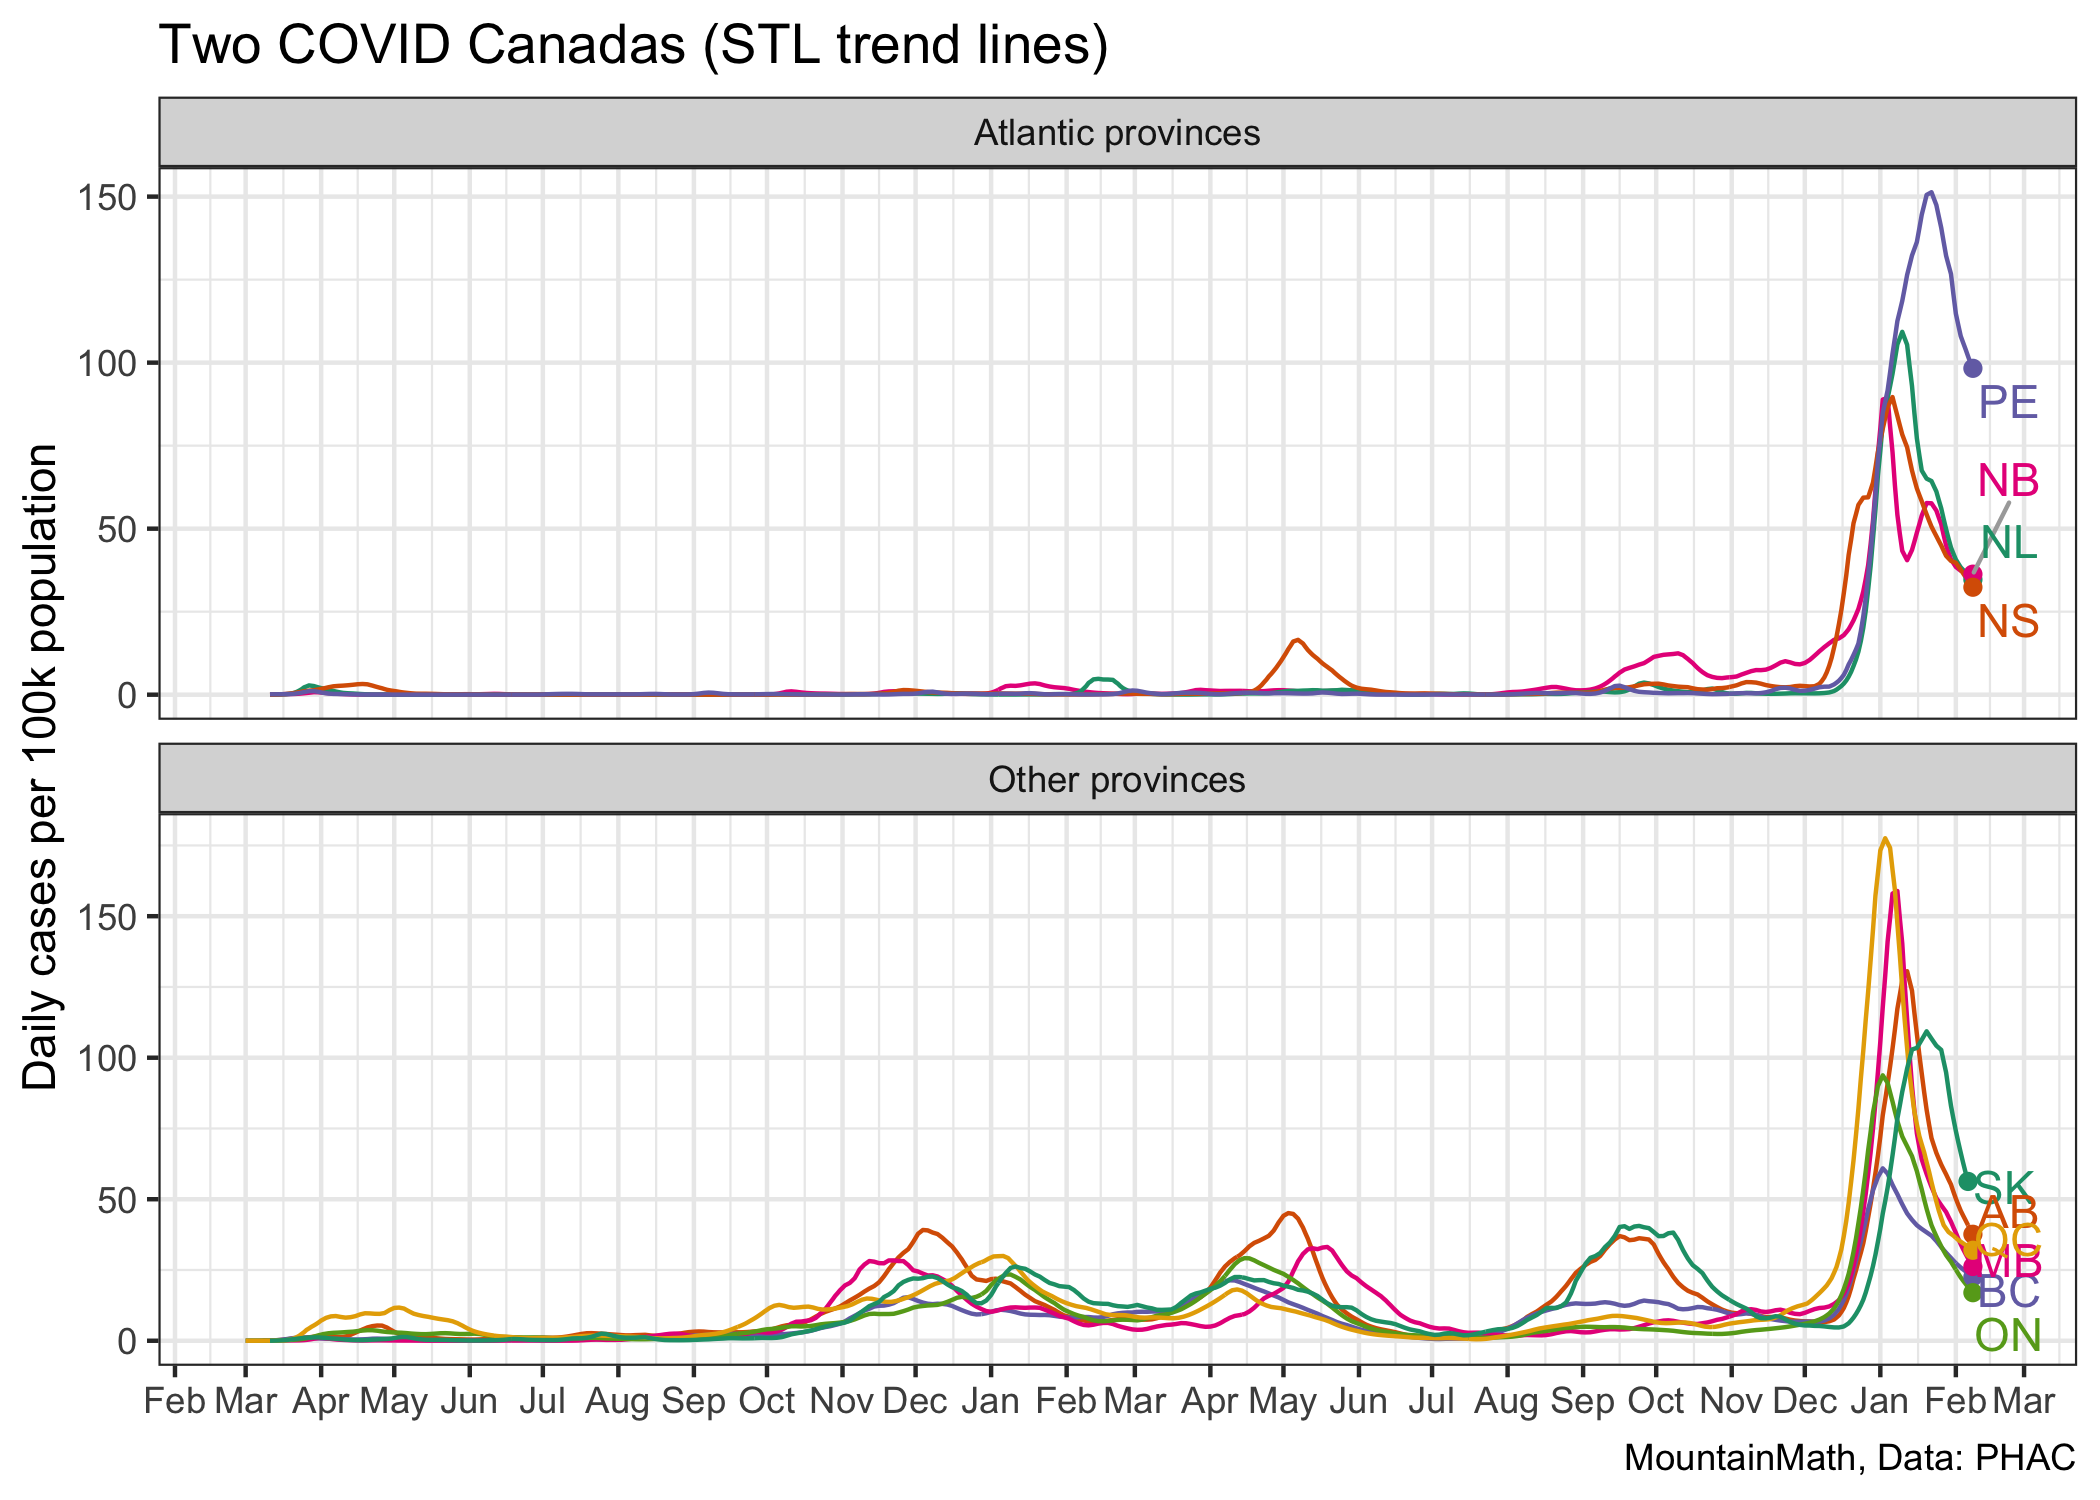 Two COVID Canadas (STL trend lines)
Atlantic provinces
150
100
50
0
PE
NB
NL
NS
Daily cases per 100k population
Other provinces
150
100
50
0
SK
AB
QC
MB
BC
ON
Feb Mar Apr May Jun Jul Aug Sep Oct Nov Dec Jan Feb Mar Apr May Jun Jul Aug Sep Oct Nov Dec Jan Feb Mar
MountainMath, Data: PHAC